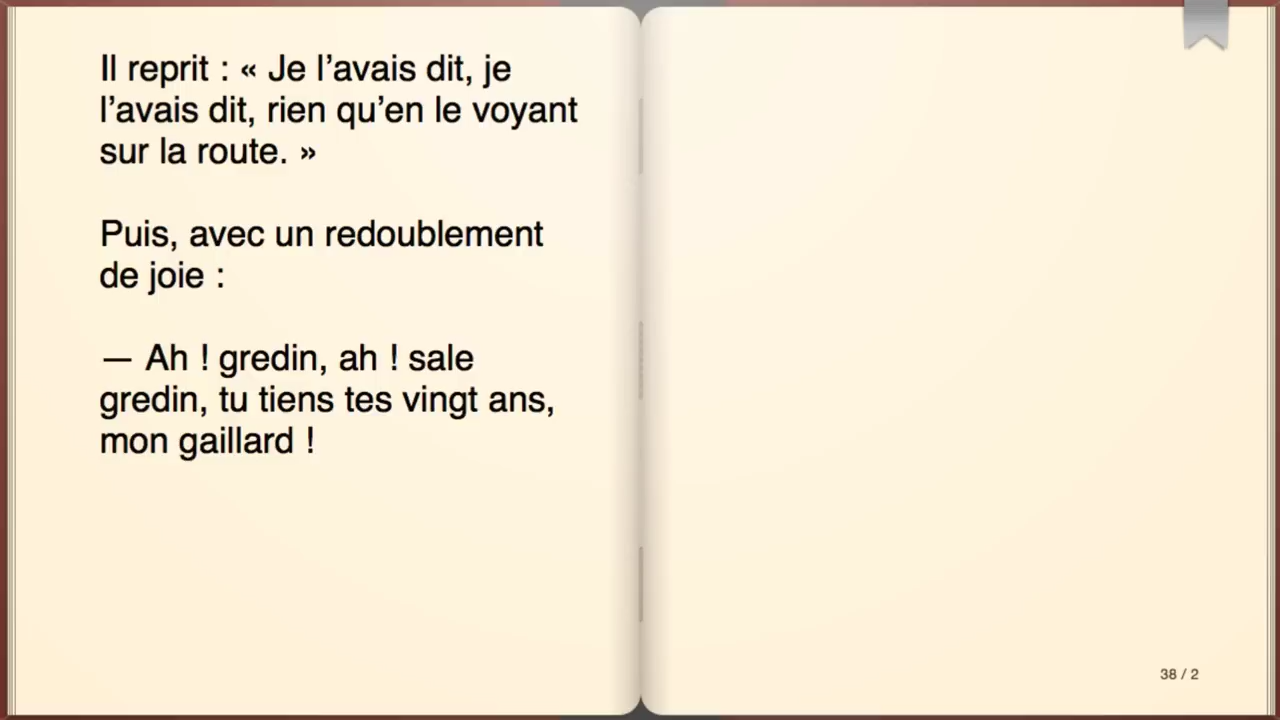 Il reprit : « Je l’avais dit, je
l’avais dit, rien qu’en le voyant
sur la route. »
Puis, avec un redoublement
de joie :
— Ah ! gredin, ah ! sale
gredin, tu tiens tes vingt ans,
mon gaillard !
38 / 2